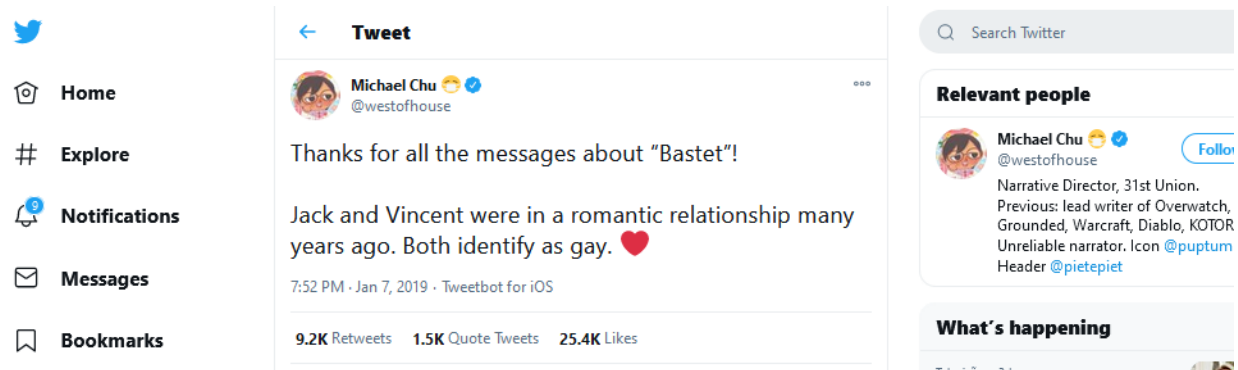 Home
Explore
9
Notifications
Messages
Bookmarks
Tweet
Michael Chu
@westofhouse
Thanks for all the messages about “Bastet”!
Jack and Vincent were in a romantic relationship many
years ago. Both identify as gay.
7:52 PM · Jan 7, 2019 · Tweetbot for iOS
9.2K Retweets 1.5K Quote Tweets 25.4K Likes
Search Twitter
Relevant people
Michael Chu
@westofhouse
Narrative Director, 31st Union.
Previous: lead writer of Overwatch,
Grounded, Warcraft, Diablo, KOTOR
Unreliable narrator. Icon @puptum
Header @pietepiet
What’s happening